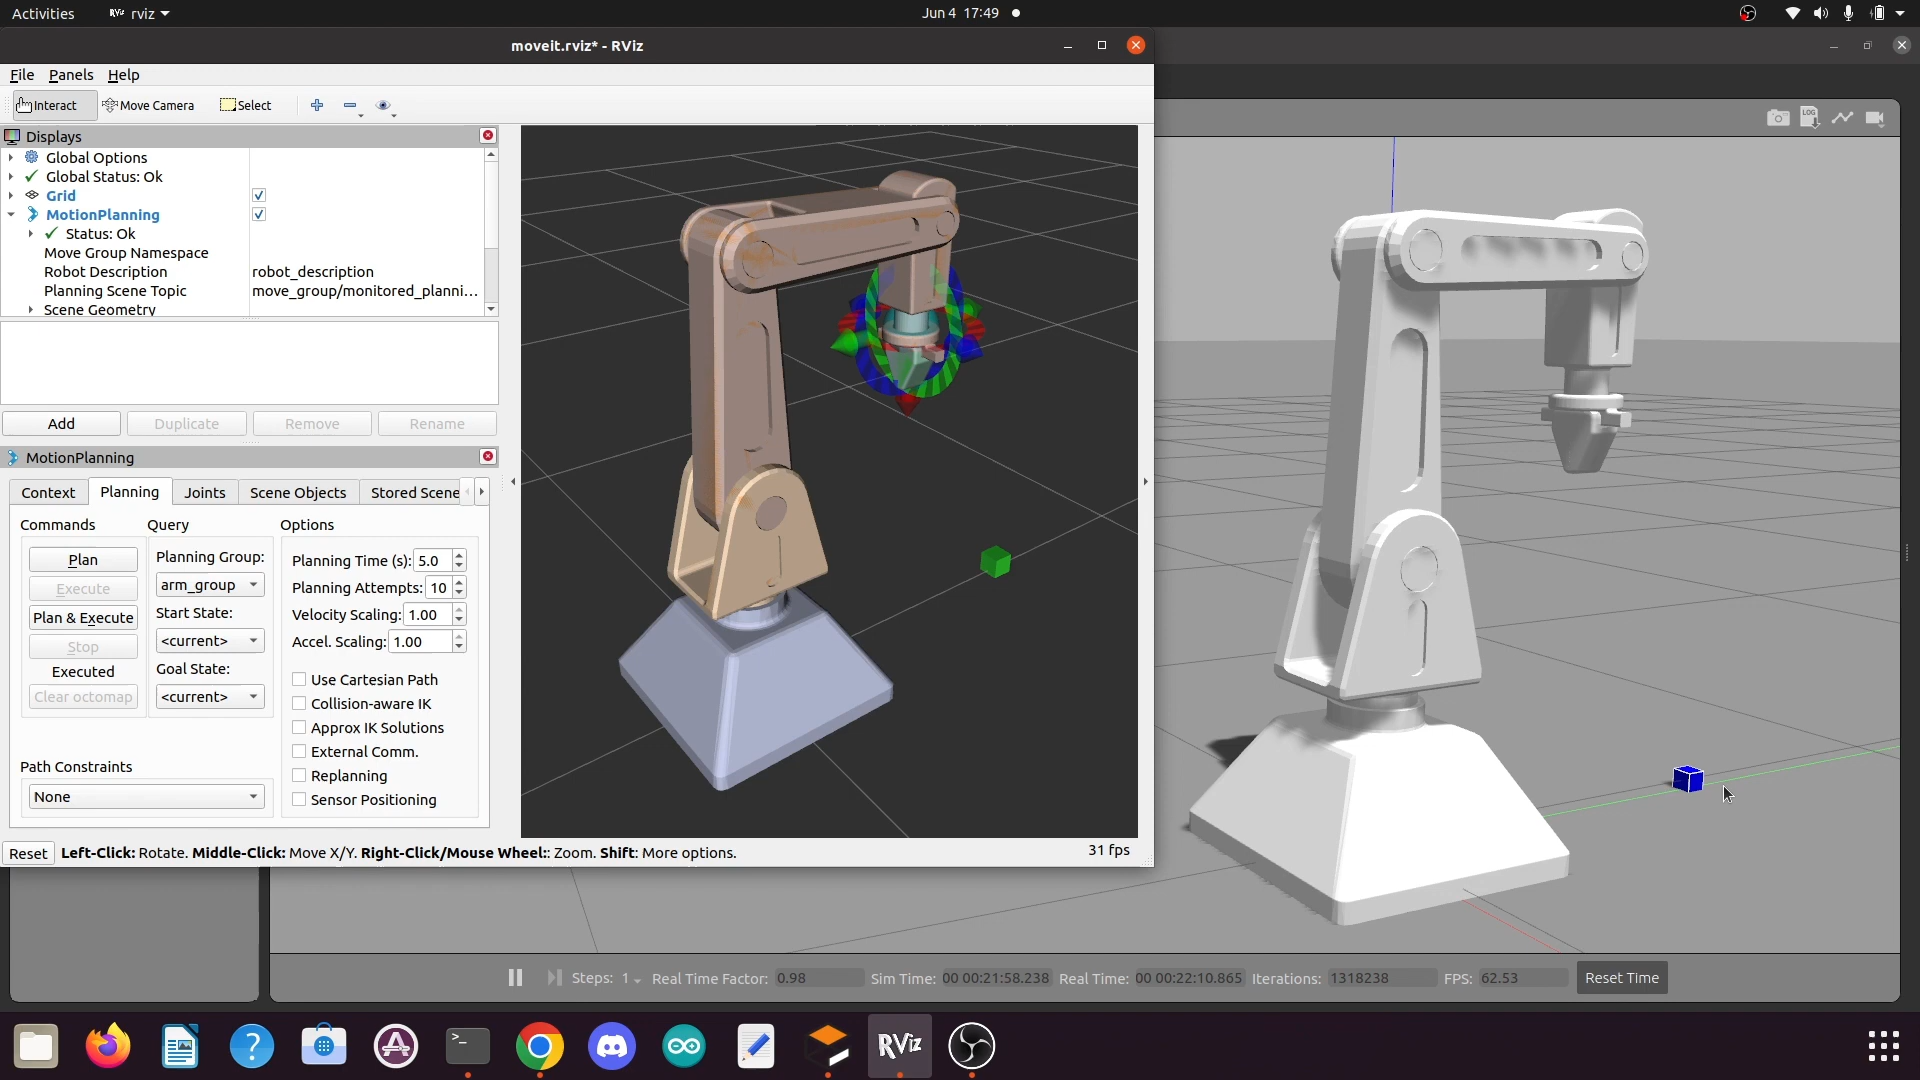 Activities
RViz
rviz
Jun 4 17:49
moveit.rviz* - RViz
File Panels Help
Interact
Move Camera
Select
Displays
Global Options
Global Status: Ok
Grid
MotionPlanning
Status: Ok
Move Group Namespace
Robot Description robot_description
Planning Scene Topic move_group/monitored_planni...
Scene Geometry
Add
Duplicate
Remove
Rename
MotionPlanning
Context
Planning
Joints
Scene Objects
Stored Scene
Commands
Query
Options
Plan
Execute
Plan & Execute
Stop
Executed
Clear octomap
Planning Group:
arm_group
Start State:
<current>
Goal State:
<current>
Planning Time (s): 5.0
Planning Attempts: 10
Velocity Scaling: 1.00
Accel. Scaling: 1.00
Use Cartesian Path
Collision-aware IK
Approx IK Solutions
External Comm.
Replanning
Sensor Positioning
Path Constraints
None
Reset
Left-Click: Rotate. Middle-Click: Move X/Y. Right-Click/Mouse Wheel:: Zoom. Shift: More options.
31 fps
LOG
Steps: 1
Real Time Factor: 0.98
Sim Time: 00 00:21:58.238
Real Time: 00 00:22:10.865
Iterations: 1318238
FPS: 62.53
Reset Time
>_
?
A
RViz